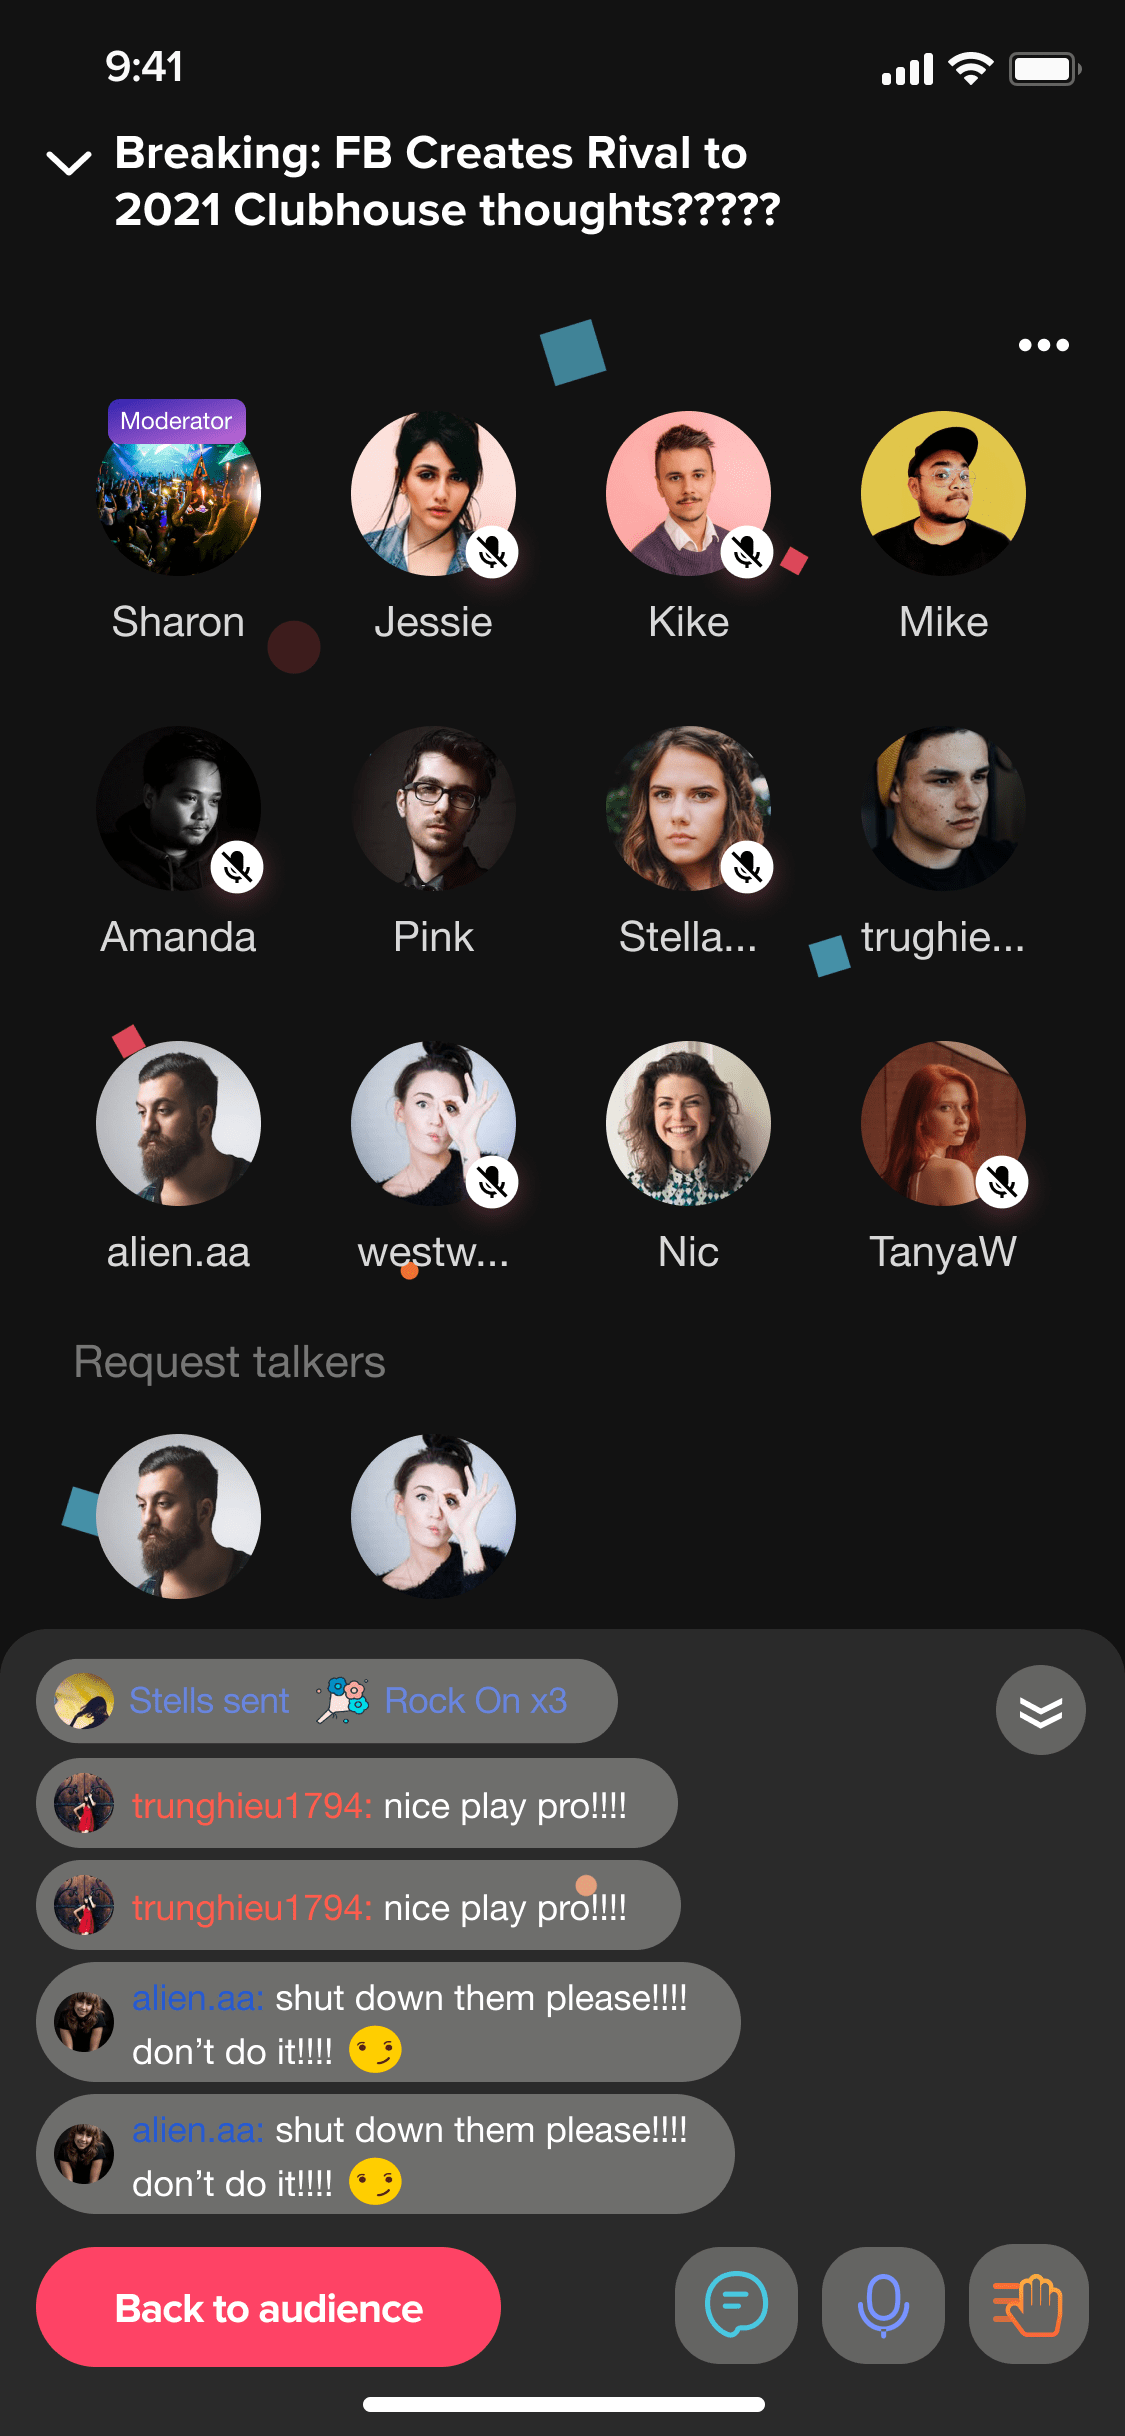 9:41
Breaking: FB Creates Rival to
2021 Clubhouse thoughts?????
Moderator
Sharon
Jessie
Kike
Mike
Amanda
Pink
Stella...
trughie...
alien.aa
westw...
Nic
TanyaW
Request talkers
Stells sent Rock On x3
trunghieu1794: nice play pro!!!!
trunghieu1794: nice play pro!!!!
alien.aa: shut down them please!!!!
don’t do it!!!! 😏
alien.aa: shut down them please!!!!
don’t do it!!!! 😏
Back to audience